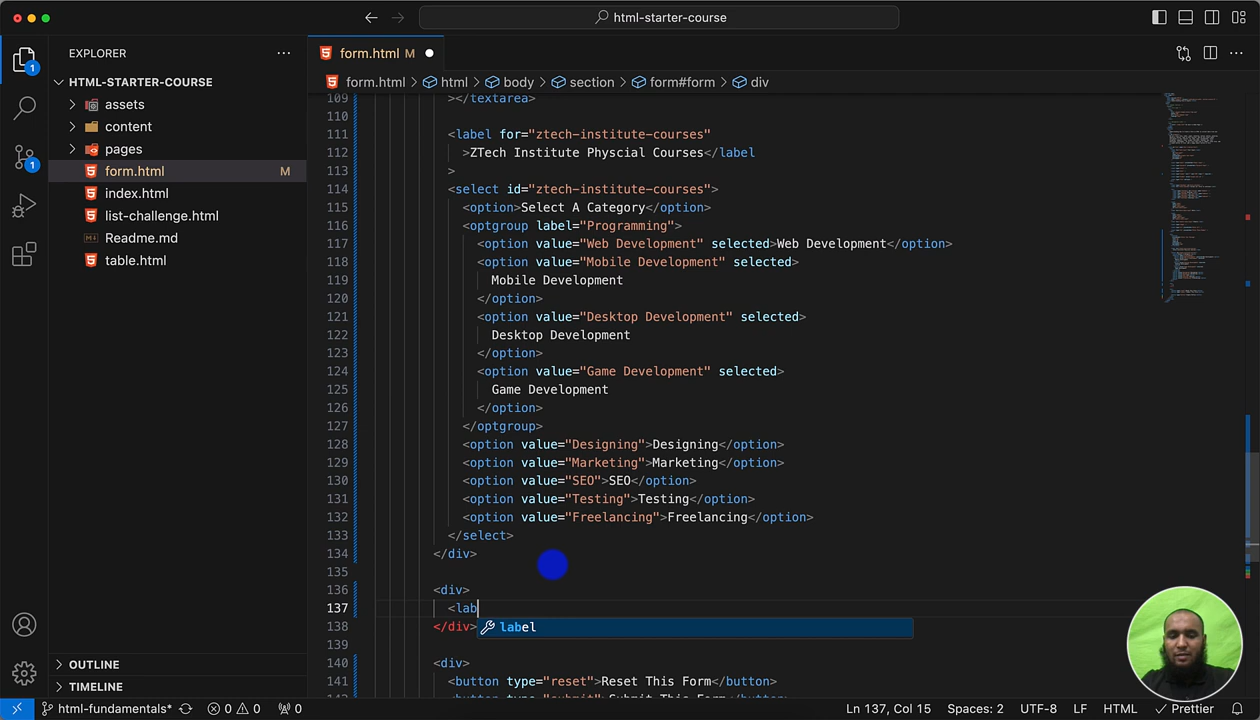 html-starter-course
EXPLORER
form.html M
1
HTML-STARTER-COURSE
form.html > html > body > section > form#form > div
assets
content
pages
form.html M
index.html
list-challenge.html
Readme.md
table.html
1
109 ></textarea>
110
111 <label for="ztech-institute-courses"
112 >ZTech Institute Physcial Courses</label
113 >
114 <select id="ztech-institute-courses">
115 <option>Select A Category</option>
116 <optgroup label="Programming">
117 <option value="Web Development" selected>Web Development</option>
118 <option value="Mobile Development" selected>
119 Mobile Development
120 </option>
121 <option value="Desktop Development" selected>
122 Desktop Development
123 </option>
124 <option value="Game Development" selected>
125 Game Development
126 </option>
127 </optgroup>
128 <option value="Designing">Designing</option>
129 <option value="Marketing">Marketing</option>
130 <option value="SEO">SEO</option>
131 <option value="Testing">Testing</option>
132 <option value="Freelancing">Freelancing</option>
133 </select>
134 </div>
135
136 <div>
137 <lab
138 </div>
label
139
140 <div>
141 <button type="reset">Reset This Form</button>
OUTLINE
TIMELINE
html-fundamentals* 0 0 0
Ln 137, Col 15 Spaces: 2 UTF-8 LF HTML Prettier